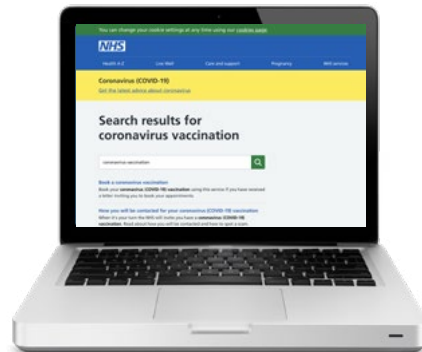 You can change your cookie settings at any time using our cookies page.
NHS
Health A-Z Live Well Care and support Pregnancy NHS services
Coronavirus (COVID-19)
Get the latest advice about coronavirus
Search results for
coronavirus vaccination
coronavirus vaccination
Book a coronavirus vaccination
Book your coronavirus (COVID-19) vaccination using this service if you have received
a letter inviting you to book your appointments.
How you will be contacted for your coronavirus (COVID-19) vaccination
When it's your turn the NHS will invite you have a coronavirus (COVID-19)
vaccination. Read about how you will be contacted and how to spot a scam.